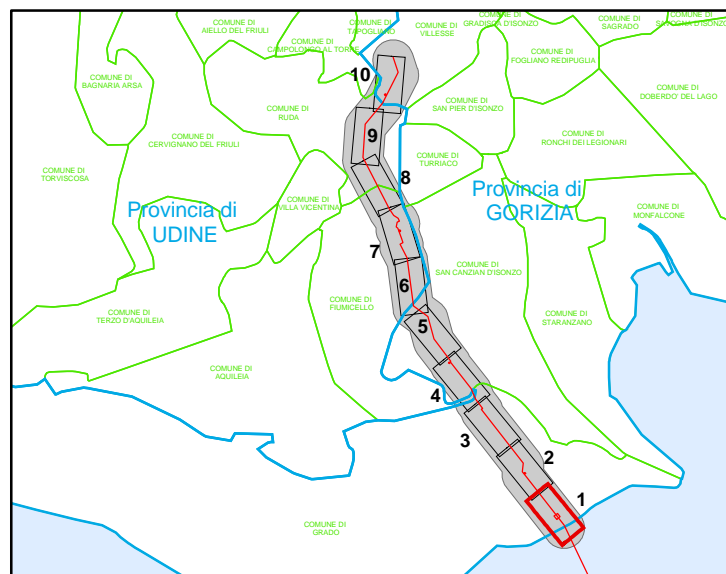 COMUNE DI
AIELLO DEL FRIULI
COMUNE DI
CAMPOLONGO AL TORRE
COMUNE DI
TAPOGLIANO
COMUNE DI
VILLESSE
COMUNE DI
GRADISCA D'ISONZO
COMUNE DI
SAGRADO
COMUNE DI
SAVOGNA D'ISONZO
COMUNE DI
FOGLIANO REDIPUGLIA
COMUNE DI
BAGNARIA ARSA
10
COMUNE DI
DOBERDO' DEL LAGO
COMUNE DI
RUDA
COMUNE DI
SAN PIER D'ISONZO
9
COMUNE DI
CERVIGNANO DEL FRIULI
COMUNE DI
RONCHI DEI LEGIONARI
COMUNE DI
TURRIACO
COMUNE DI
TORVISCOSA
8
COMUNE DI
VILLA VICENTINA
Provincia di
UDINE
Provincia di
GORIZIA
COMUNE DI
MONFALCONE
7
COMUNE DI
SAN CANZIAN D'ISONZO
6
COMUNE DI
FIUMICELLO
COMUNE DI
TERZO D'AQUILEIA
5
COMUNE DI
STARANZANO
COMUNE DI
AQUILEIA
4
3
2
1
COMUNE DI
GRADO